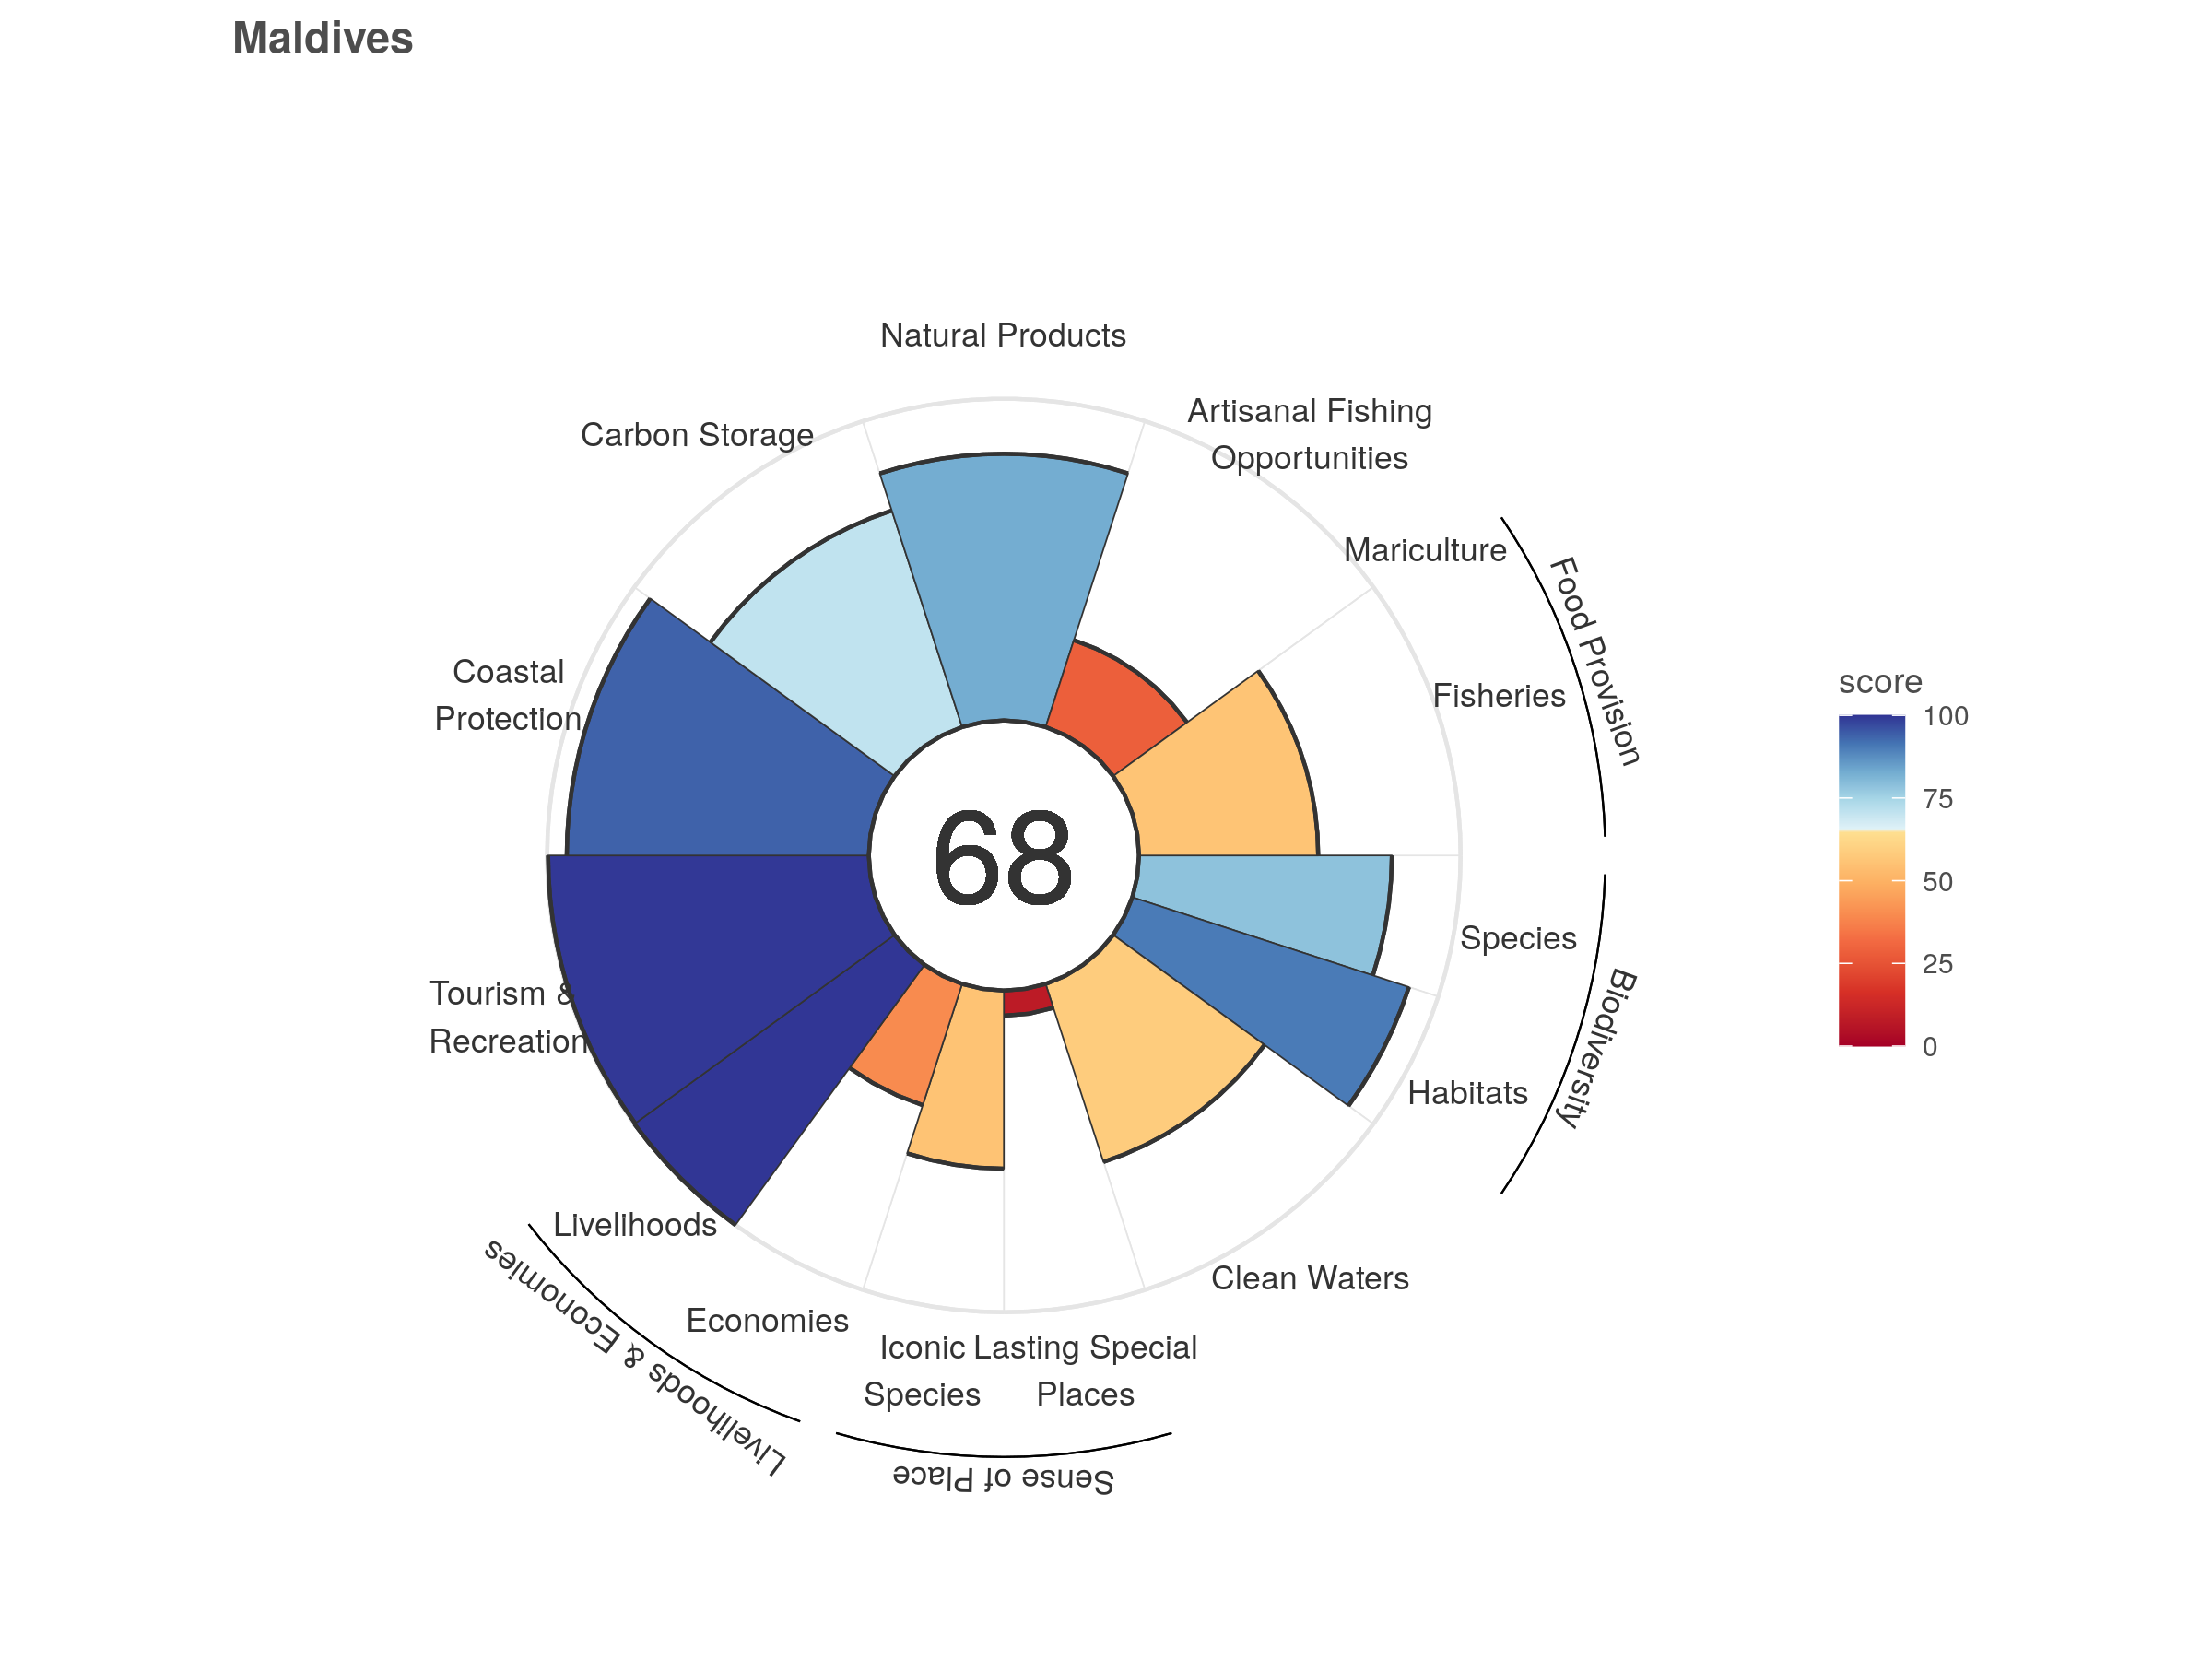 Maldives
Natural Products
Artisanal Fishing
Opportunities
Carbon Storage
Mariculture
Food Provision
Fisheries
Coastal
Protection
68
score
100
75
50
25
0
Species
Biodiversity
Habitats
Tourism &
Recreation
Livelihoods
Livelihoods & Economies
Economies
Clean Waters
Iconic
Species
Lasting Special
Places
Sense of Place